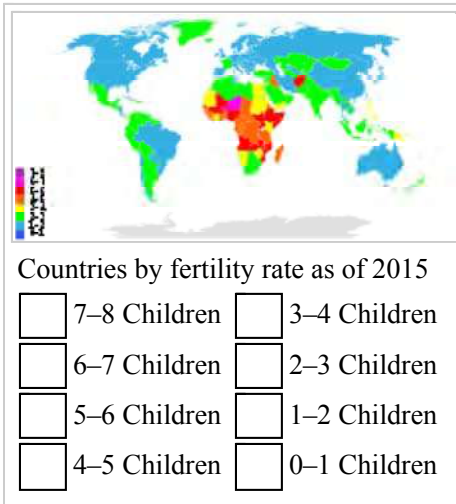 Countries by fertility rate as of 2015
7–8 Children
3–4 Children
6–7 Children
2–3 Children
5–6 Children
1–2 Children
4–5 Children
0–1 Children